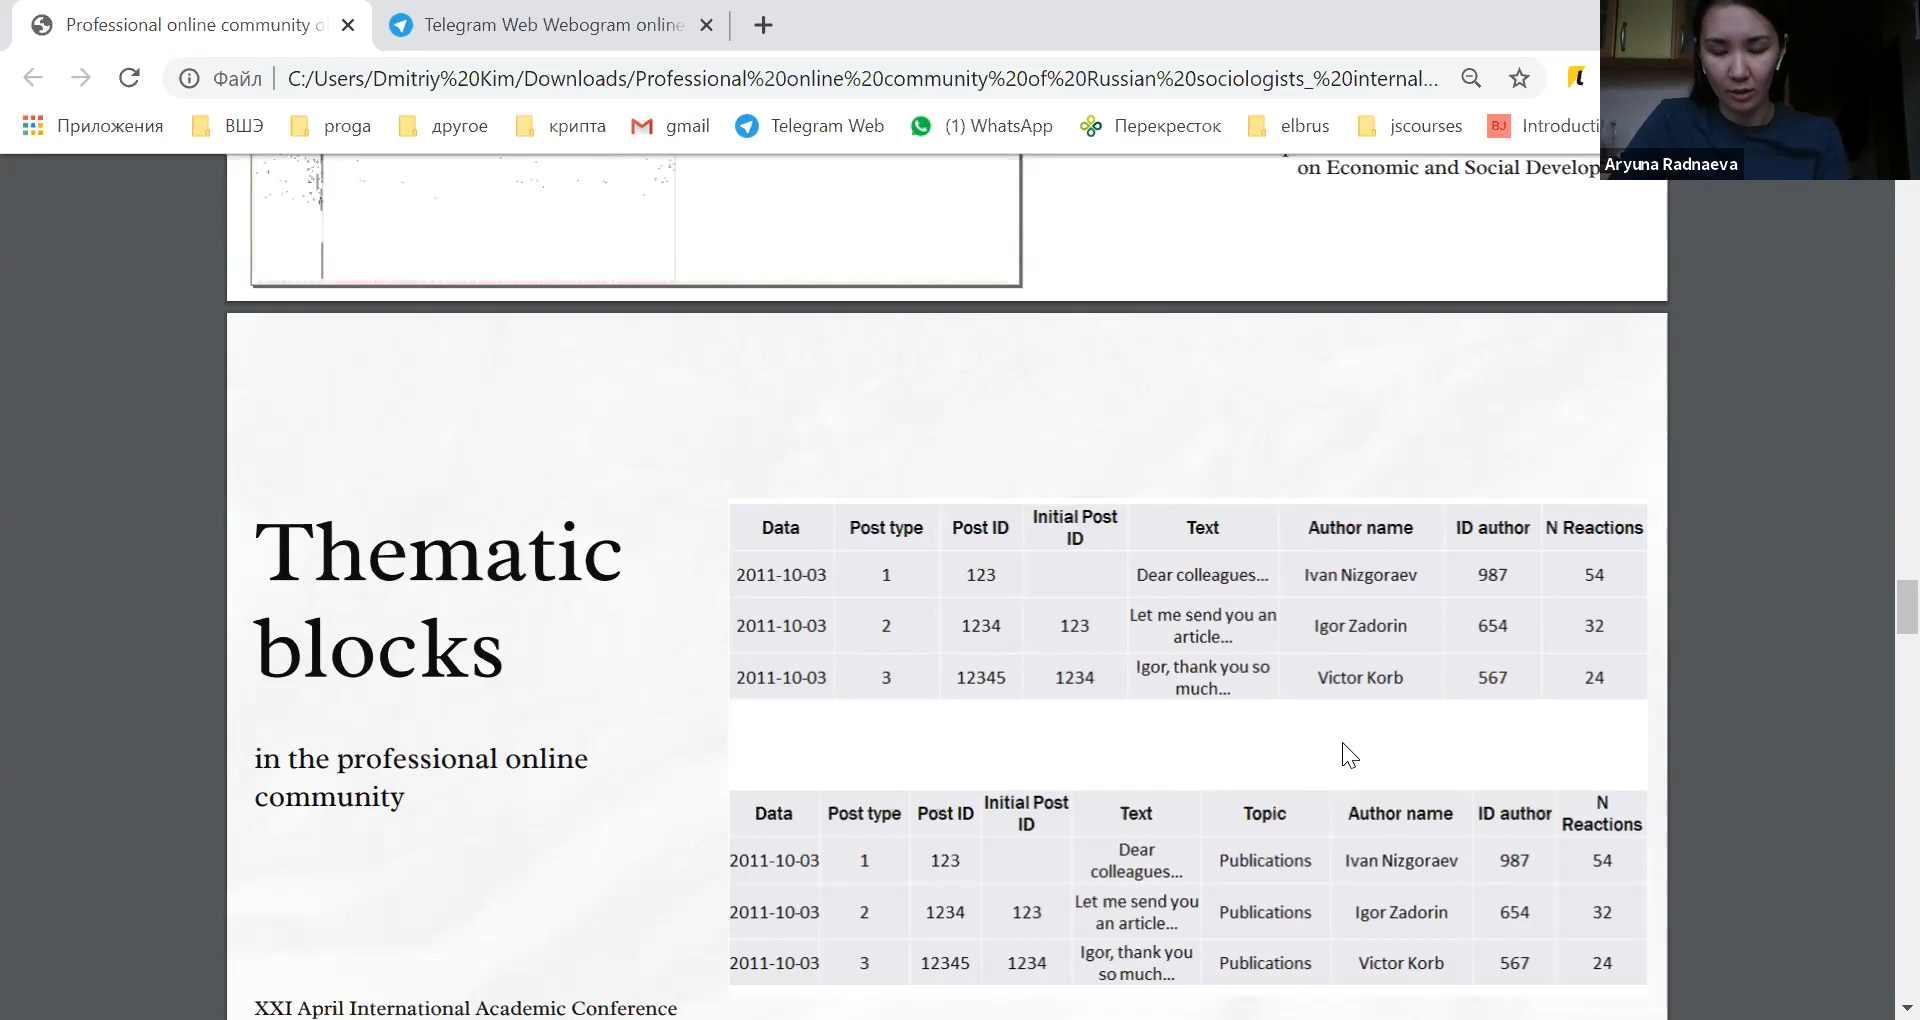 Professional online community o
Telegram Web Webogram online
Файл
C:/Users/Dmitriy%20Kim/Downloads/Professional%20online%20community%20of%20Russian%20sociologists_%20internal...
Приложения ВШЭ proga другое крипта gmail Telegram Web (1) WhatsApp Перекресток elbrus jscourses BJ Introducti
Aryuna Radnaeva
on Economic and Social Develop
Thematic
blocks
in the professional online
community
Data Post type Post ID Initial Post ID Text Author name ID author N Reactions
2011-10-03 1 123 Dear colleagues... Ivan Nizgoraev 987 54
2011-10-03 2 1234 123 Let me send you an article... Igor Zadorin 654 32
2011-10-03 3 12345 1234 Igor, thank you so much... Victor Korb 567 24
Data Post type Post ID Initial Post ID Text Topic Author name ID author N Reactions
2011-10-03 1 123 Dear colleagues... Publications Ivan Nizgoraev 987 54
2011-10-03 2 1234 123 Let me send you an article... Publications Igor Zadorin 654 32
2011-10-03 3 12345 1234 Igor, thank you so much... Publications Victor Korb 567 24
XXI April International Academic Conference